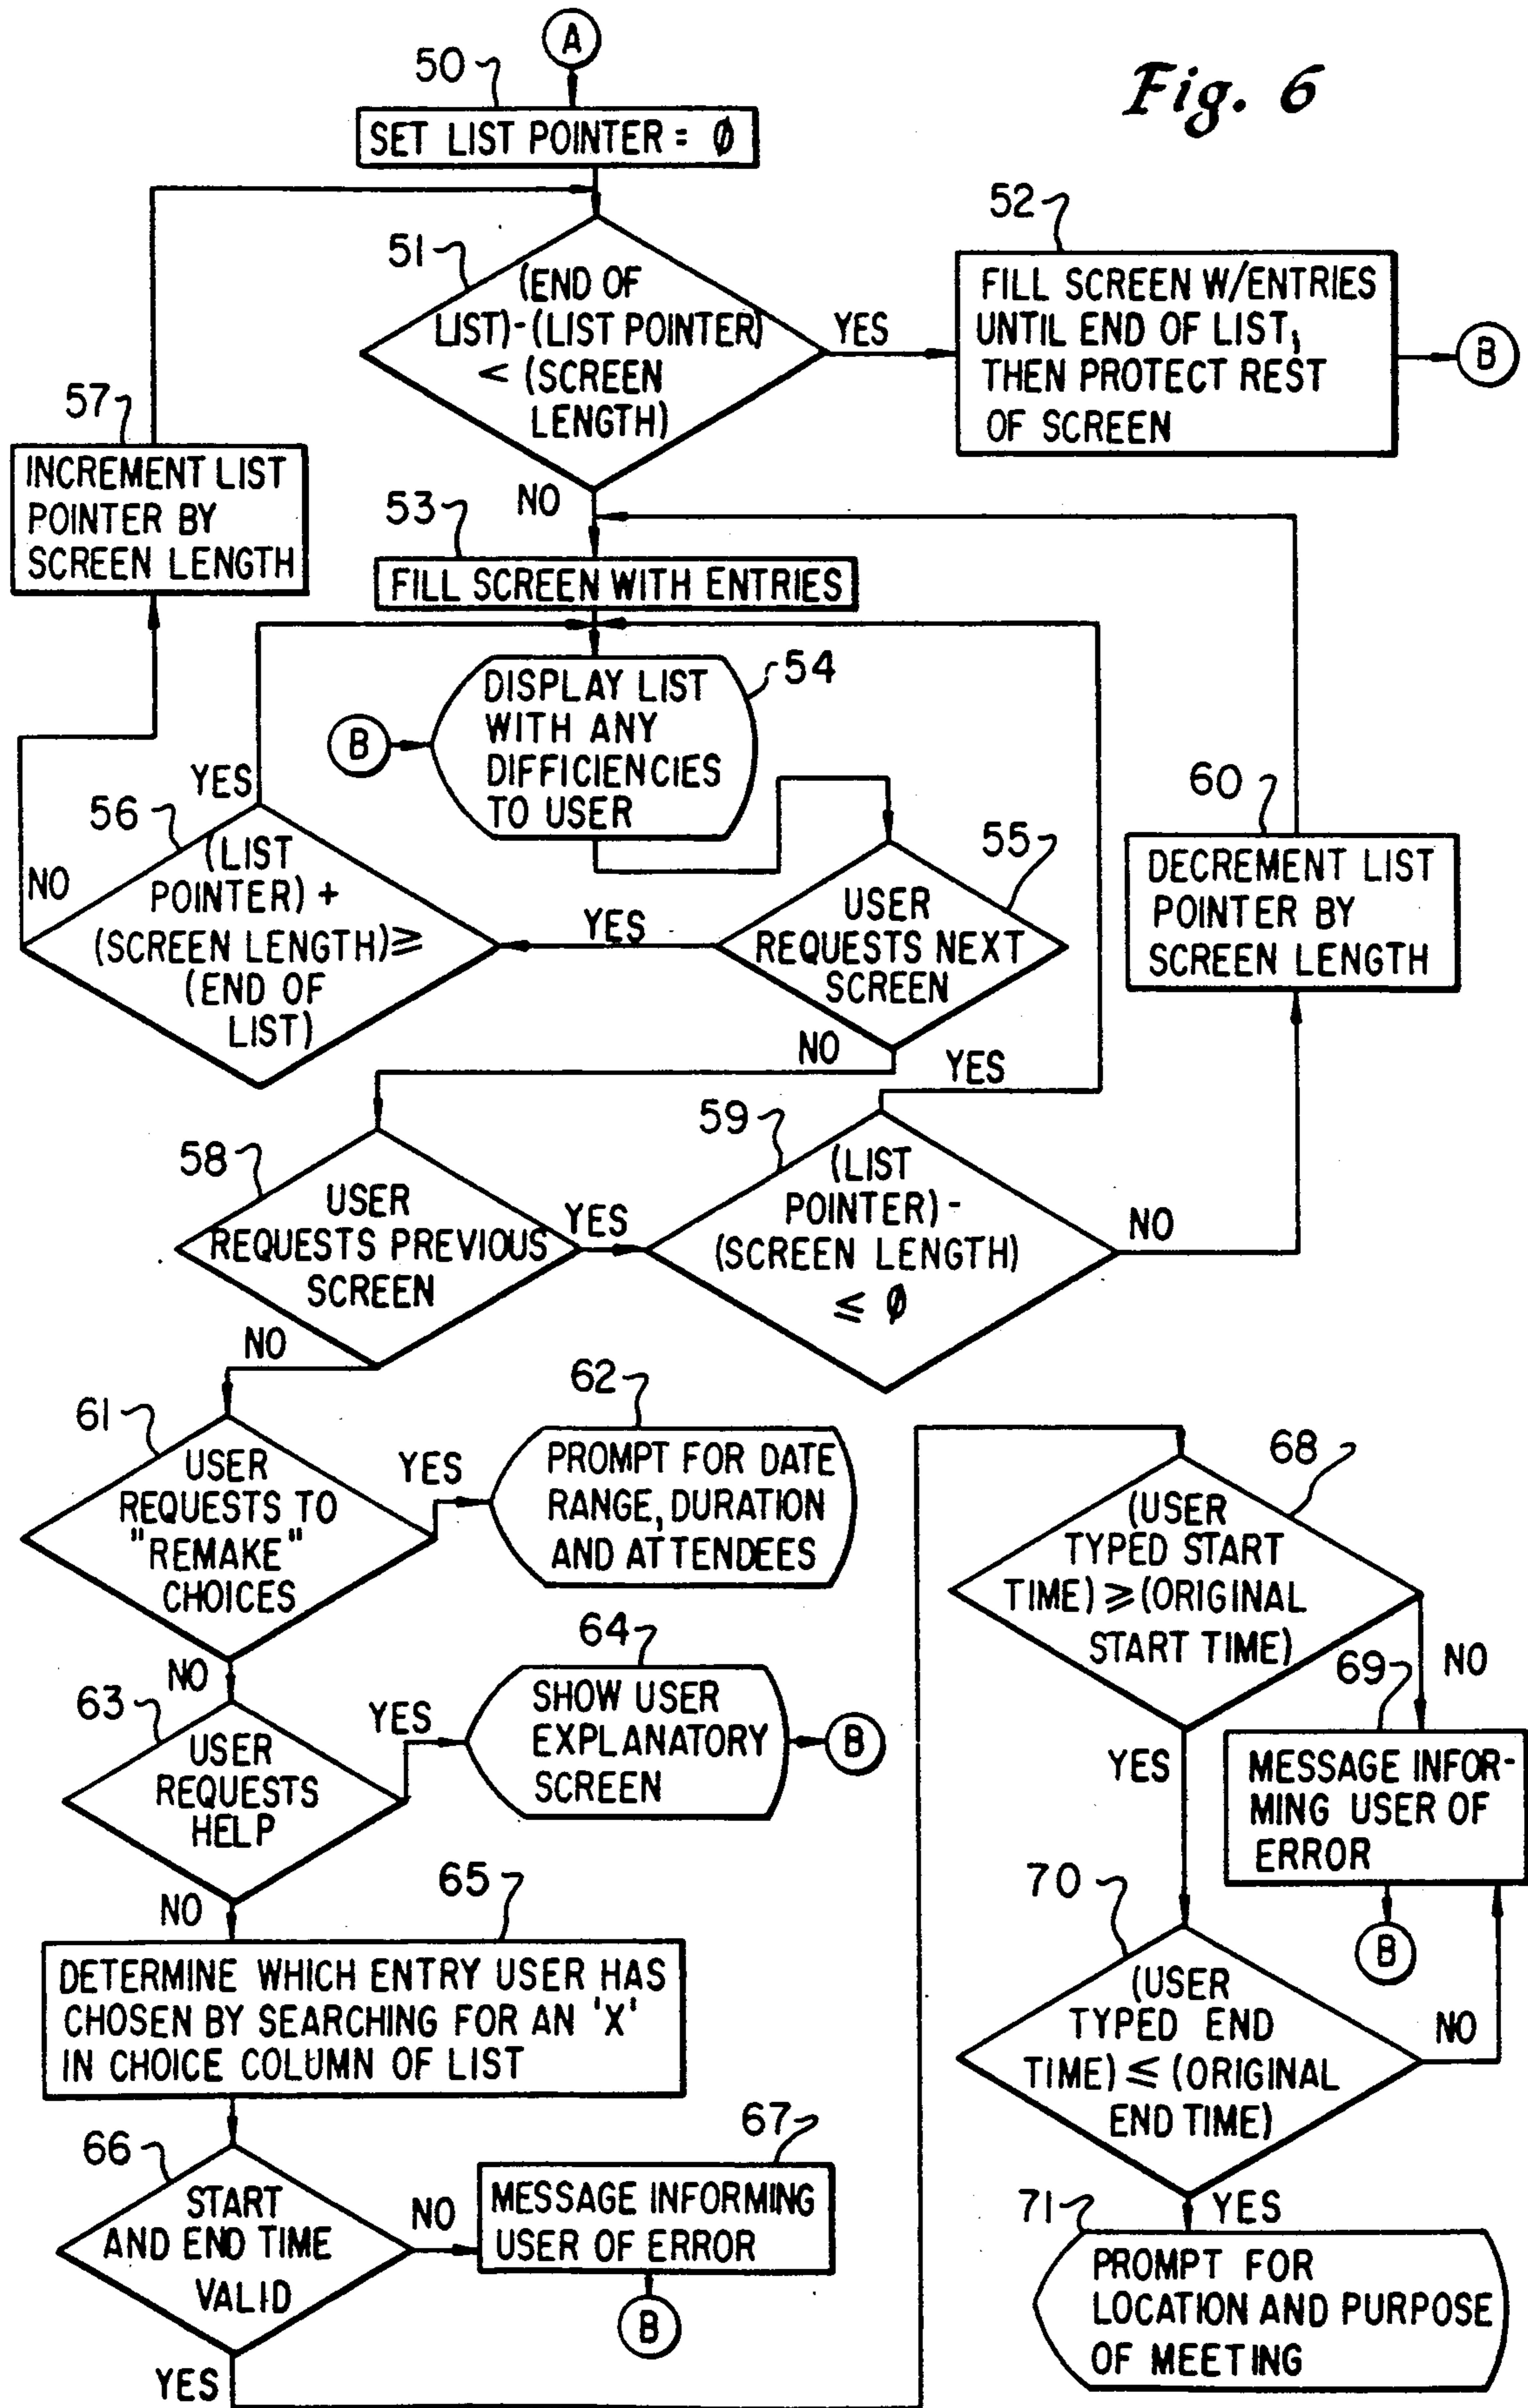 A
Fig. 6
50
SET LIST POINTER = ∅
52
51
(END OF
LIST)-(LIST POINTER)
< (SCREEN
LENGTH)
YES
FILL SCREEN W/ENTRIES
UNTIL END OF LIST,
THEN PROTECT REST
OF SCREEN
B
57
INCREMENT LIST
POINTER BY
SCREEN LENGTH
NO
53
FILL SCREEN WITH ENTRIES
54
DISPLAY LIST
WITH ANY
DIFFICIENCIES
TO USER
B
YES
56
(LIST
POINTER) +
(SCREEN LENGTH) ≥
(END OF
LIST)
NO
YES
55
USER
REQUESTS NEXT
SCREEN
NO
60
DECREMENT LIST
POINTER BY
SCREEN LENGTH
YES
58
USER
REQUESTS PREVIOUS
SCREEN
YES
59
(LIST
POINTER) -
(SCREEN LENGTH)
≤ ∅
NO
NO
61
USER
REQUESTS TO
"REMAKE"
CHOICES
YES
62
PROMPT FOR DATE
RANGE, DURATION
AND ATTENDEES
NO
63
USER
REQUESTS
HELP
YES
64
SHOW USER
EXPLANATORY
SCREEN
B
NO
65
DETERMINE WHICH ENTRY USER HAS
CHOSEN BY SEARCHING FOR AN 'X'
IN CHOICE COLUMN OF LIST
66
START
AND END TIME
VALID
NO
67
MESSAGE INFORMING
USER OF ERROR
B
YES
68
(USER
TYPED START
TIME) ≥ (ORIGINAL
START TIME)
NO
69
MESSAGE INFOR-
MING USER OF
ERROR
B
YES
70
(USER
TYPED END
TIME) ≤ (ORIGINAL
END TIME)
NO
YES
71
PROMPT FOR
LOCATION AND PURPOSE
OF MEETING